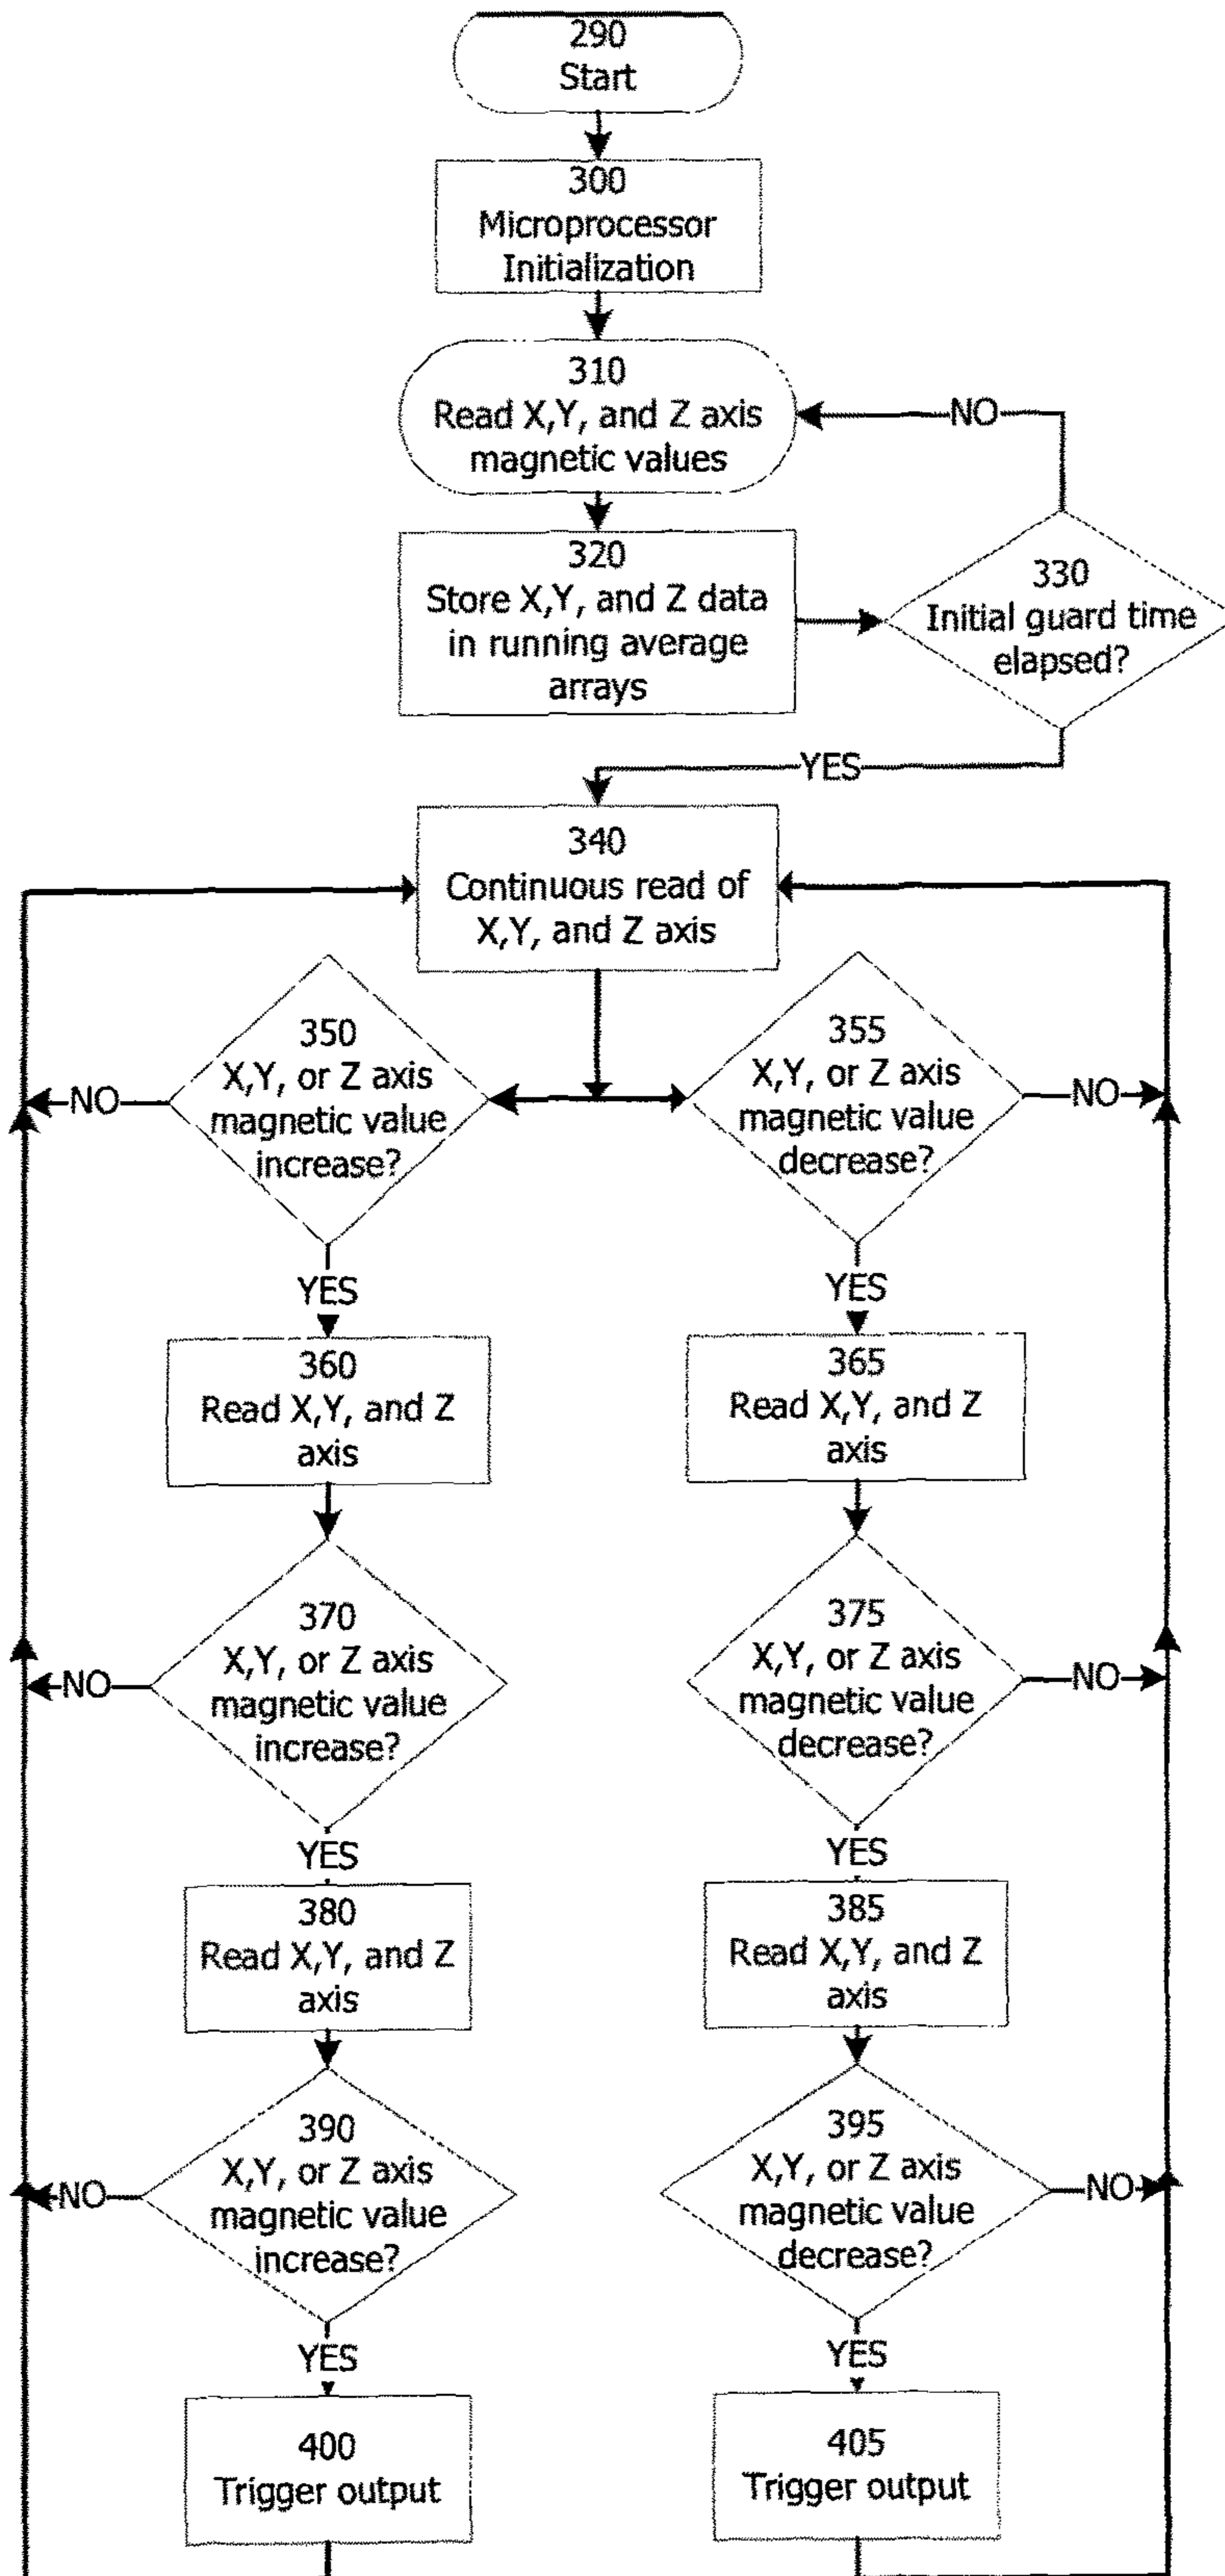 290
Start
300
Microprocessor
Initialization
310
Read X,Y, and Z axis
magnetic values
NO
320
Store X,Y, and Z data
in running average
arrays
330
Initial guard time
elapsed?
YES
340
Continuous read of
X,Y, and Z axis
350
X,Y, or Z axis
magnetic value
increase?
NO
355
X,Y, or Z axis
magnetic value
decrease?
NO
YES
YES
360
Read X,Y, and Z
axis
365
Read X,Y, and Z
axis
370
X,Y, or Z axis
magnetic value
increase?
NO
375
X,Y, or Z axis
magnetic value
decrease?
NO
YES
YES
380
Read X,Y, and Z
axis
385
Read X,Y, and Z
axis
390
X,Y, or Z axis
magnetic value
increase?
NO
395
X,Y, or Z axis
magnetic value
decrease?
NO
YES
YES
400
Trigger output
405
Trigger output